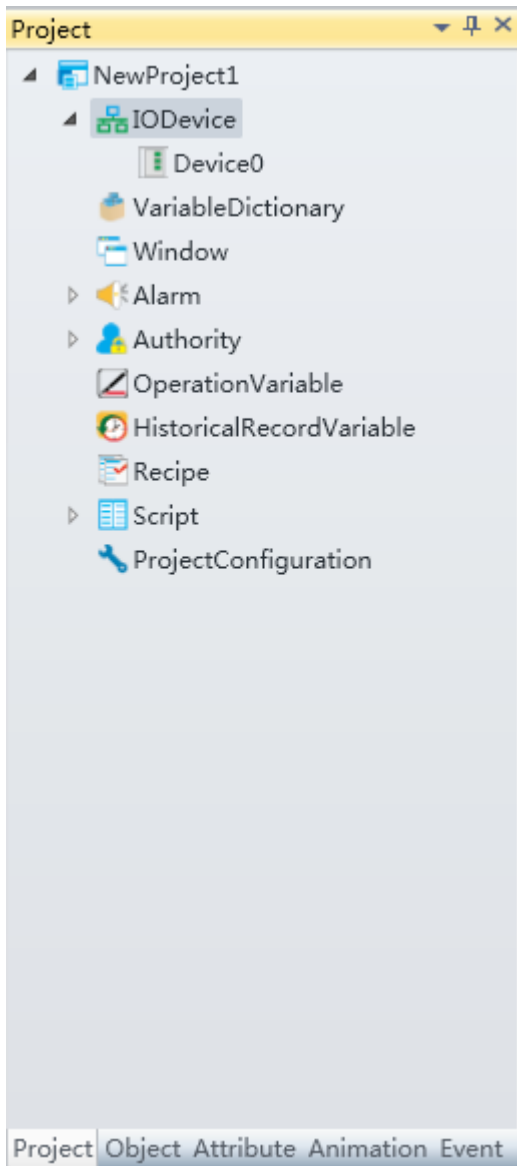 Project
NewProject1
IODevice
Device0
VariableDictionary
Window
Alarm
Authority
OperationVariable
HistoricalRecordVariable
Recipe
Script
ProjectConfiguration
Project Object Attribute Animation Event